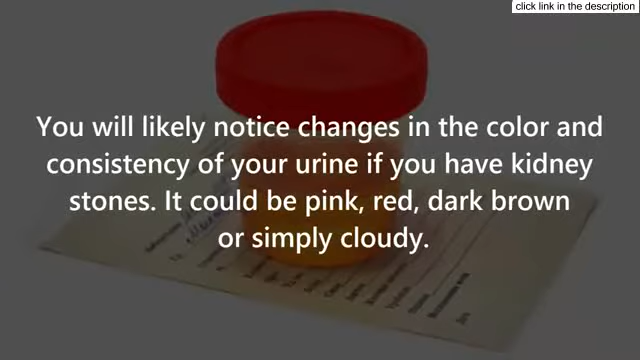 click link in the description
You will likely notice changes in the color and
consistency of your urine if you have kidney
stones. It could be pink, red, dark brown
or simply cloudy.